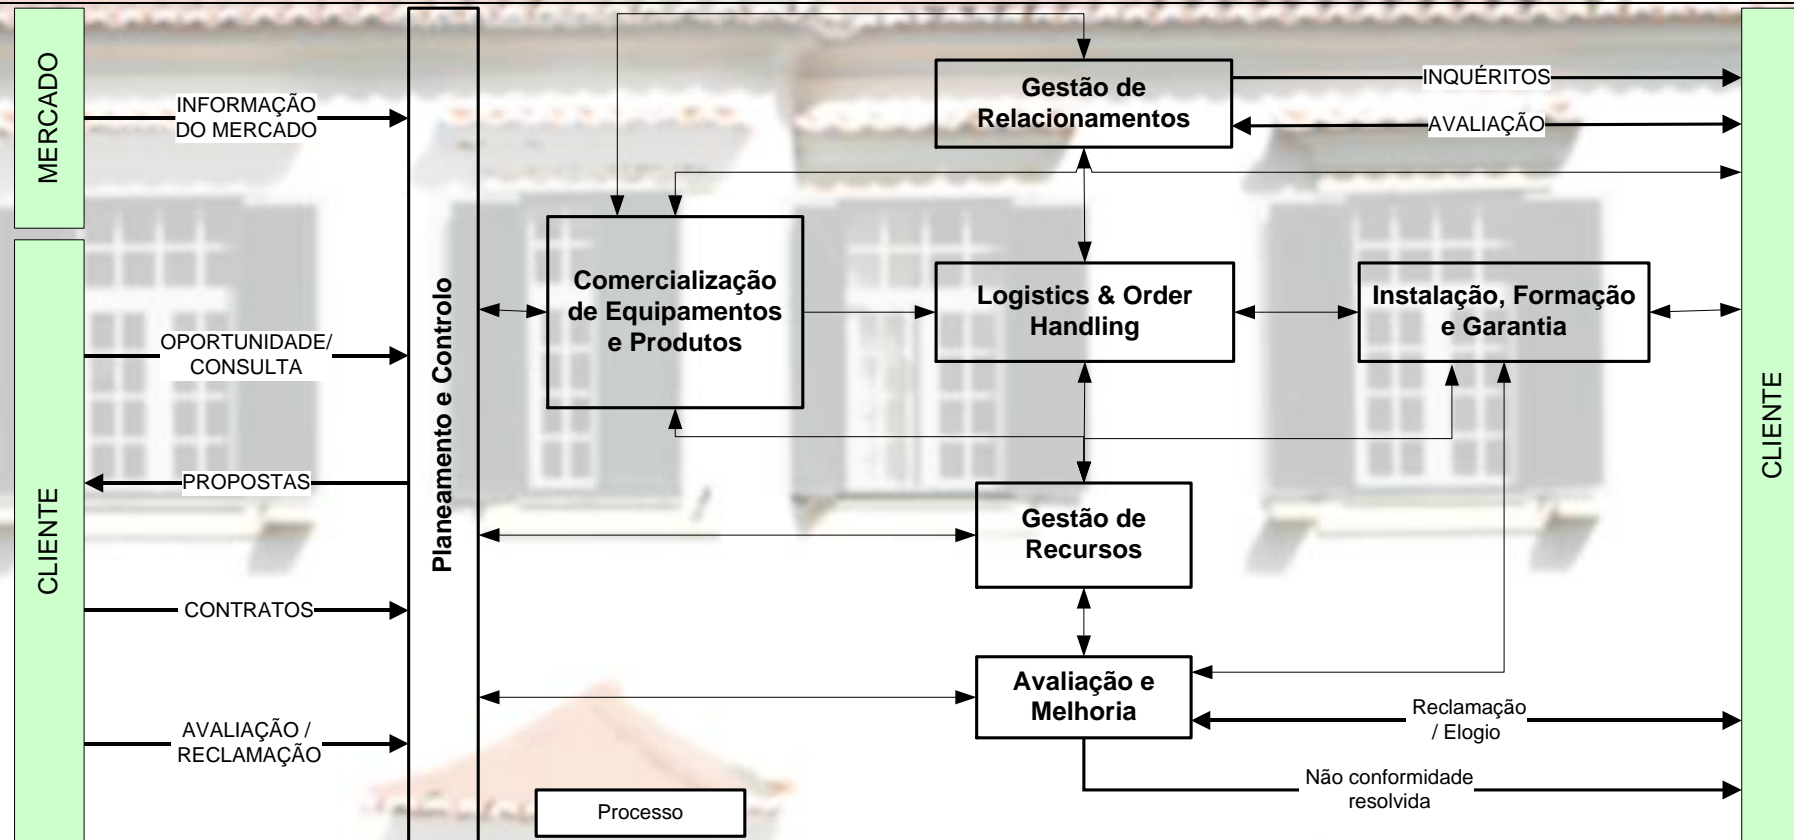 MERCADO
INFORMAÇÃO
DO MERCADO
CLIENTE
OPORTUNIDADE/
CONSULTA
PROPOSTAS
CONTRATOS
AVALIAÇÃO /
RECLAMAÇÃO
Planeamento e Controlo
Gestão de
Relacionamentos
INQUÉRITOS
AVALIAÇÃO
Comercialização
de Equipamentos
e Produtos
Logistics & Order
Handling
Instalação, Formação
e Garantia
Gestão de
Recursos
Avaliação e
Melhoria
Reclamação
/ Elogio
Não conformidade
resolvida
Processo
CLIENTE